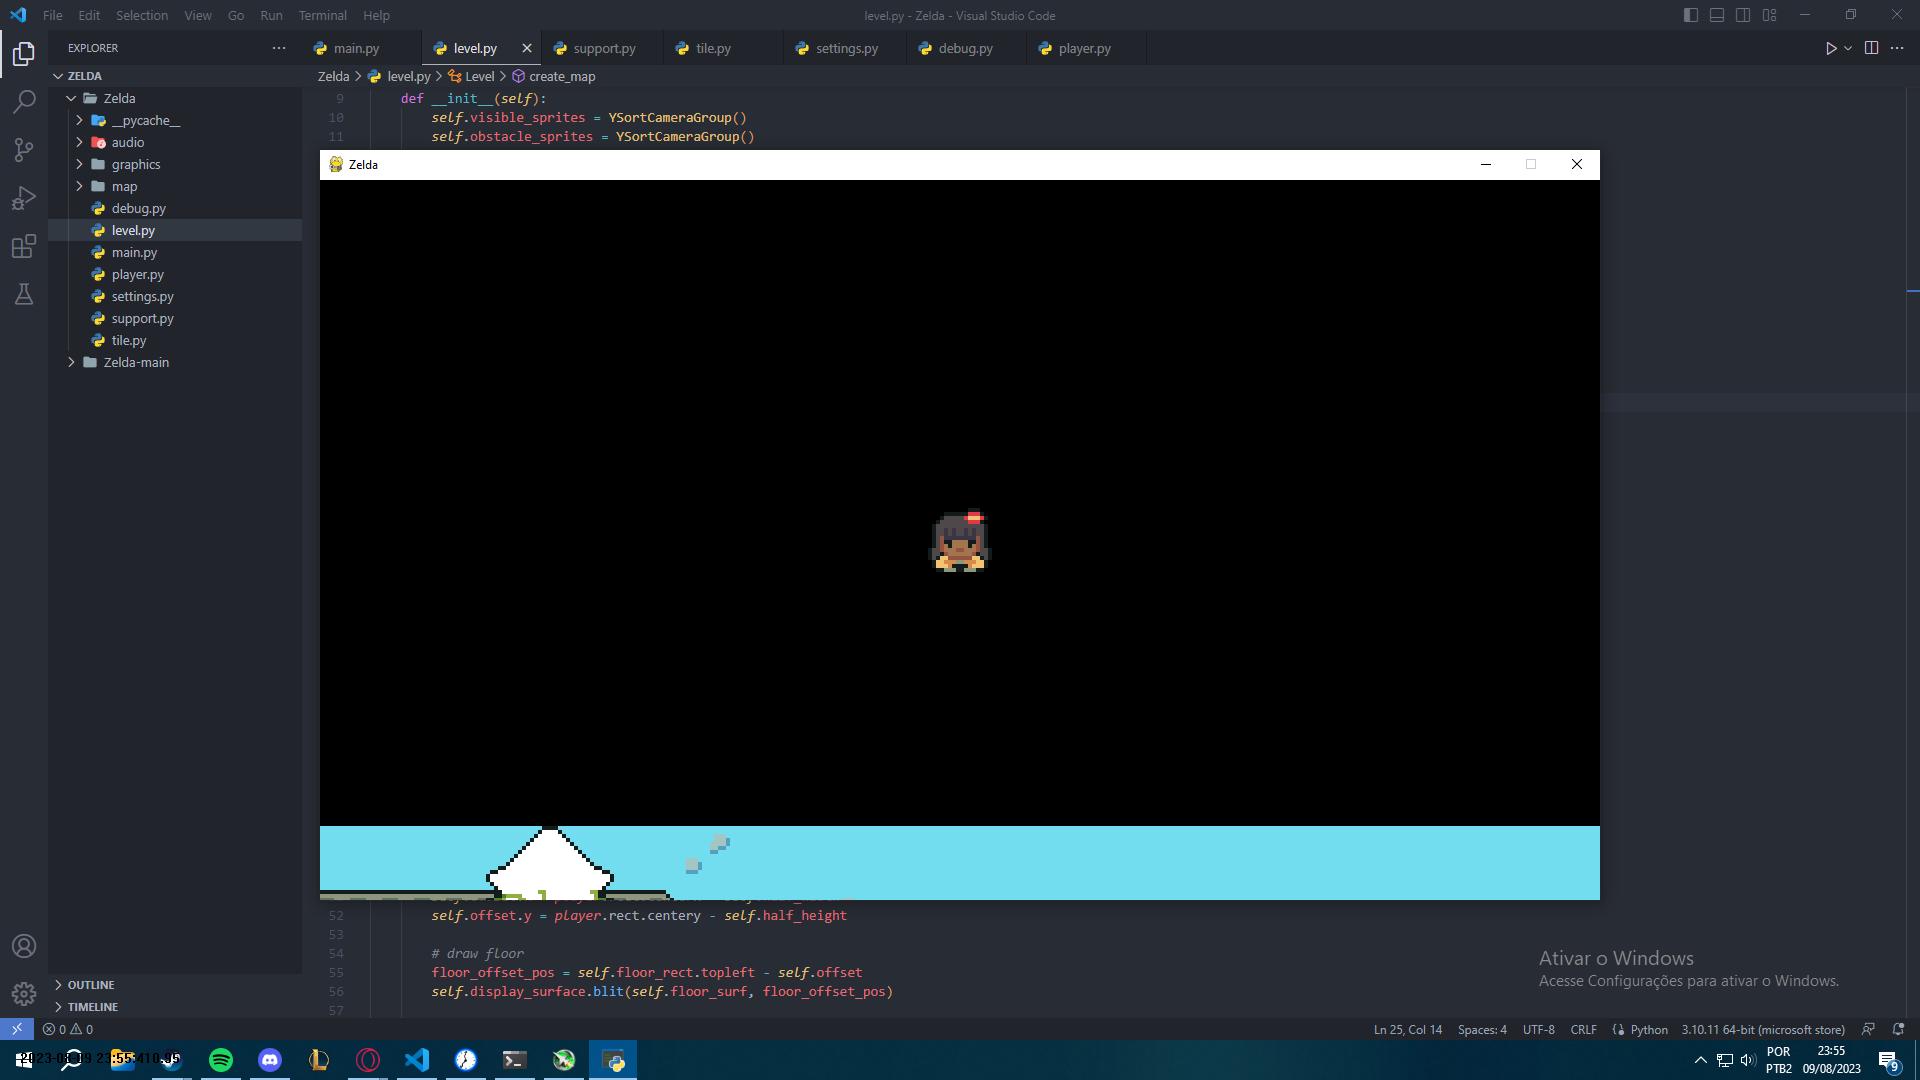 File Edit Selection View Go Run Terminal Help
level.py - Zelda - Visual Studio Code
EXPLORER
main.py level.py support.py tile.py settings.py debug.py player.py
ZELDA
Zelda > level.py > Level > create_map
Zelda
__pycache__
audio
graphics
map
debug.py
level.py
main.py
player.py
settings.py
support.py
tile.py
Zelda-main
9 def __init__(self):
10 self.visible_sprites = YSortCameraGroup()
11 self.obstacle_sprites = YSortCameraGroup()
Zelda
52 self.offset.y = player.rect.centery - self.half_height
53
54 # draw floor
55 floor_offset_pos = self.floor_rect.topleft - self.offset
56 self.display_surface.blit(self.floor_surf, floor_offset_pos)
57
Ativar o Windows
Acesse Configurações para ativar o Windows.
OUTLINE
TIMELINE
0 0
Ln 25, Col 14 Spaces: 4 UTF-8 CRLF Python 3.10.11 64-bit (microsoft store)
POR
PTB2
23:55
09/08/2023
9